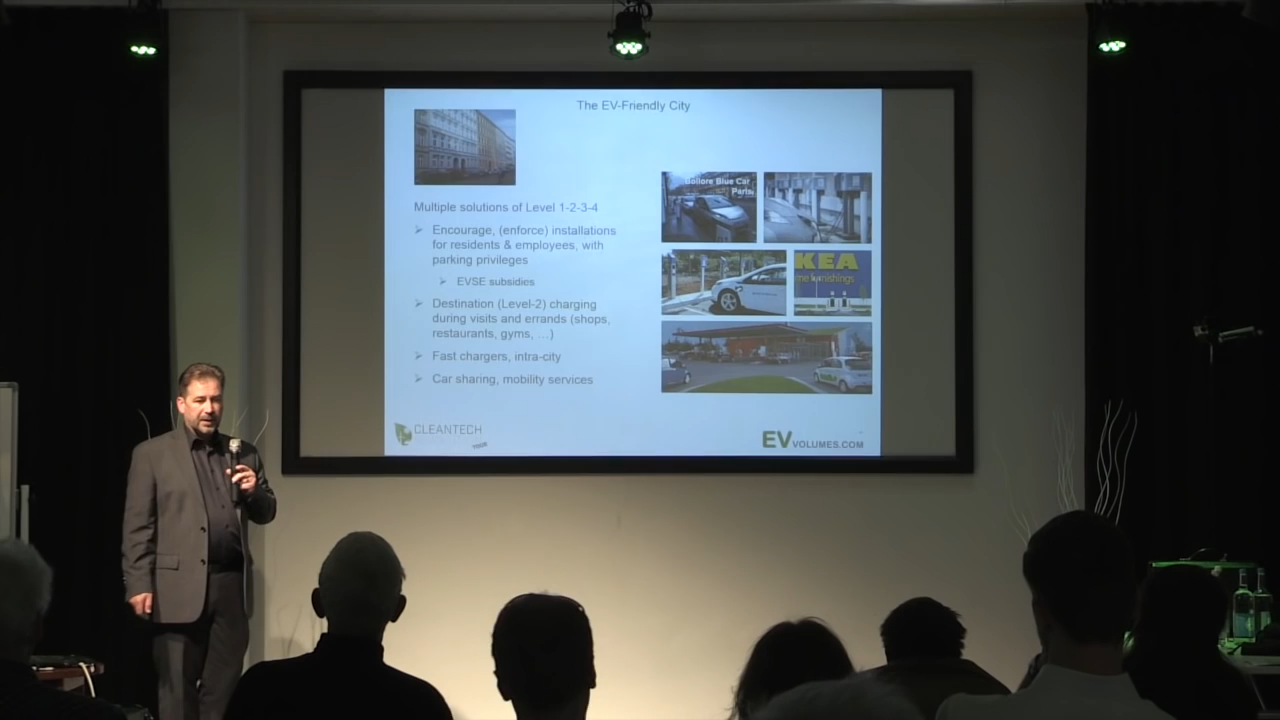 The EV-Friendly City
Bollore Blue Car
Paris
Multiple solutions of Level 1-2-3-4
➢ Encourage, (enforce) installations
for residents & employees, with
parking privileges
➢ EVSE subsidies
➢ Destination (Level-2) charging
during visits and errands (shops,
restaurants, gyms, …)
➢ Fast chargers, intra-city
➢ Car sharing, mobility services
KEA
CLEANTECH
EVVOLUMES.COM